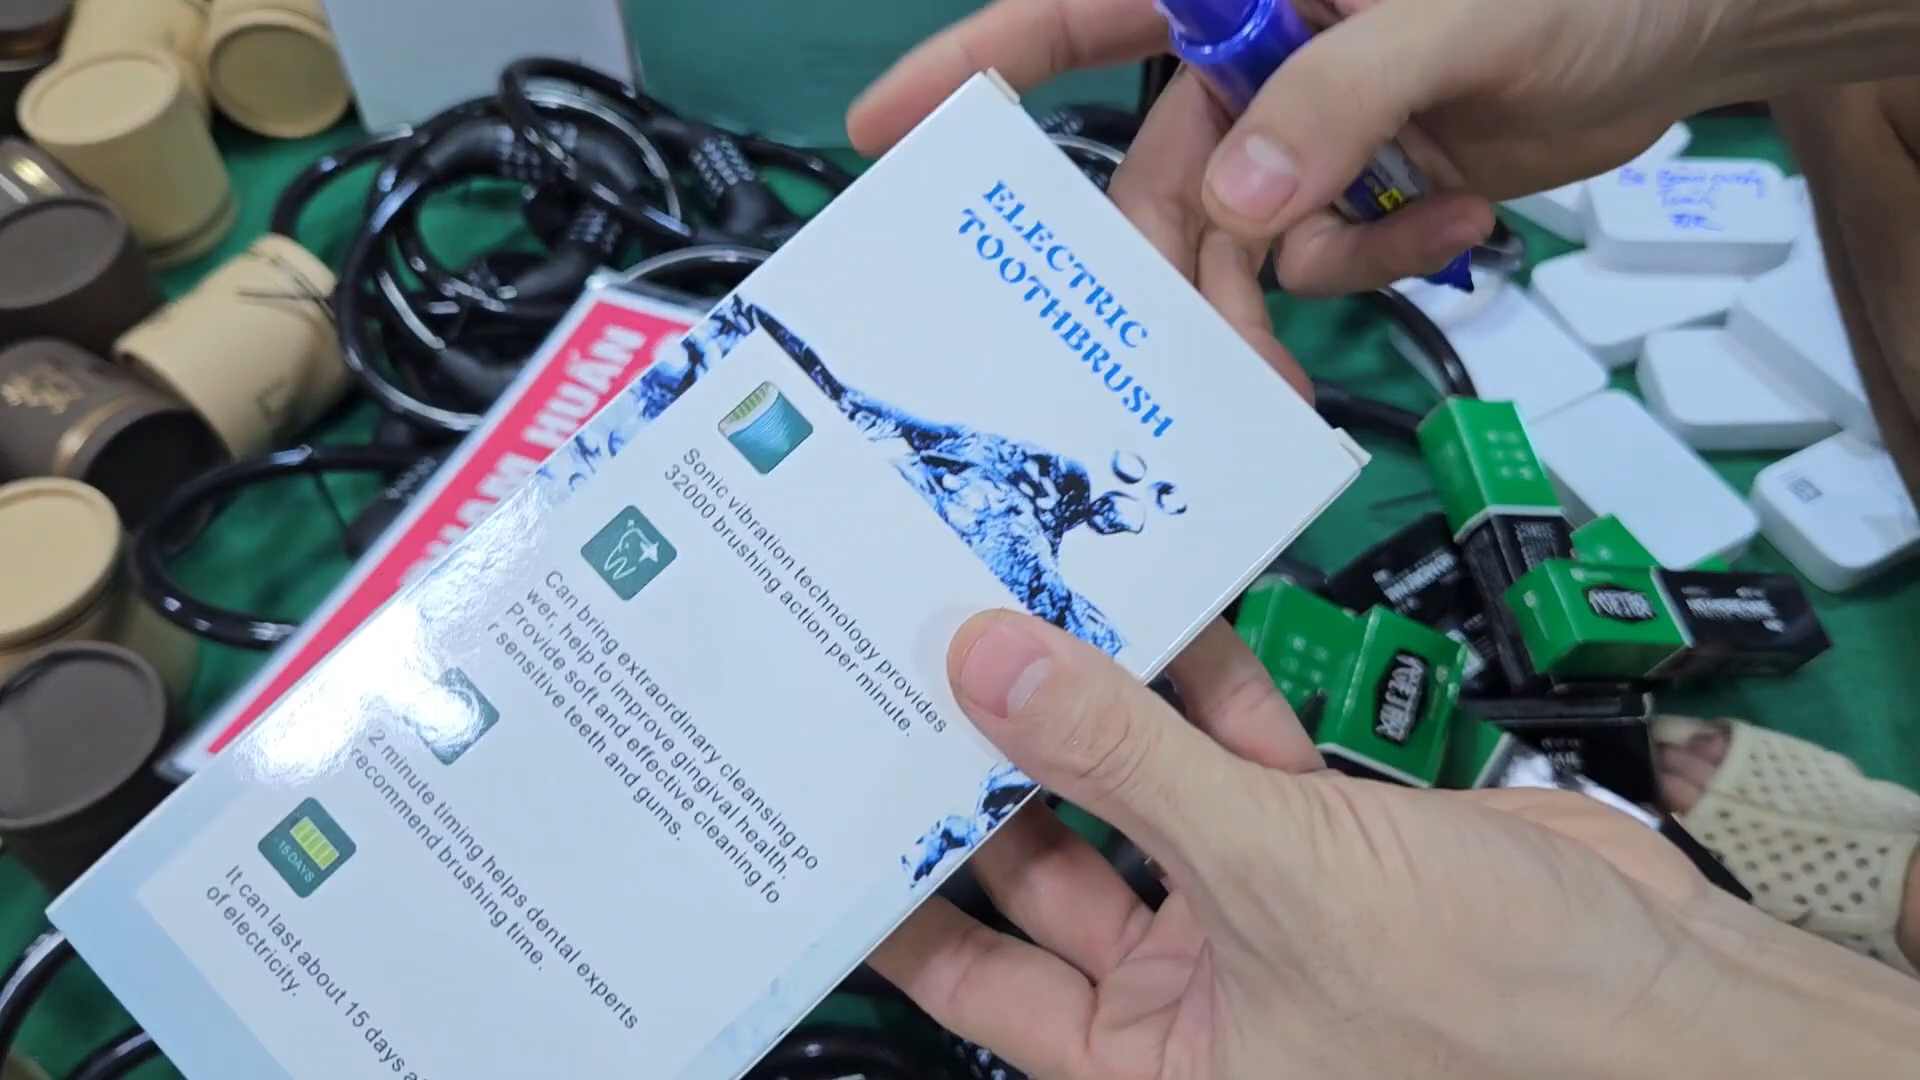 ELECTRIC
TOOTHBRUSH
Sonic vibration technology provides
32000 brushing action per minute.
Can bring extraordinary cleansing po
wer, help to improve gingival health,
Provide soft and effective cleaning fo
r sensitive teeth and gums.
2 minute timing helps dental experts
recommend brushing time.
15 DAYS
It can last about 15 days a
of electricity.
PHẠM HUẤN